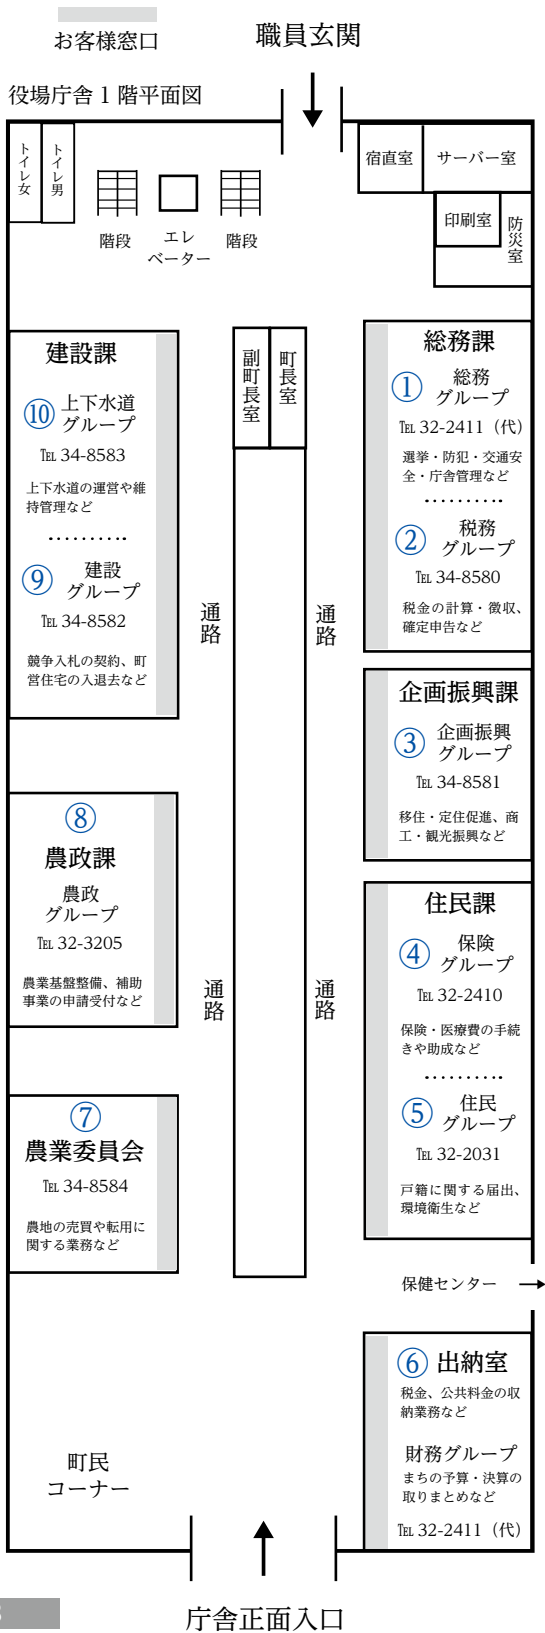 お客様窓口
職員玄関
役場庁舎 1 階平面図
トイレ女
トイレ男
階段
エレ
ベーター
階段
宿直室
サーバー室
印刷室
防災室
建設課
⑩ 上下水道
グループ
℡ 34-8583
上下水道の運営や維
持管理など
⑨ 建設
グループ
℡ 34-8582
競争入札の契約、町
営住宅の入退去など
⑧
農政課
農政
グループ
℡ 32-3205
農業基盤整備、補助
事業の申請受付など
⑦
農業委員会
℡ 34-8584
農地の売買や転用に
関する業務など
町民
コーナー
副町長室
町長室
通路
通路
通路
通路
総務課
① 総務
グループ
℡ 32-2411（代）
選挙・防犯・交通安
全・庁舎管理など
② 税務
グループ
℡ 34-8580
税金の計算・徴収、
確定申告など
企画振興課
③ 企画振興
グループ
℡ 34-8581
移住・定住促進、商
工・観光振興など
住民課
④ 保険
グループ
℡ 32-2410
保険・医療費の手続
きや助成など
⑤ 住民
グループ
℡ 32-2031
戸籍に関する届出、
環境衛生など
保健センター
⑥ 出納室
税金、公共料金の収
納業務など
財務グループ
まちの予算・決算の
取りまとめなど
℡ 32-2411（代）
庁舎正面入口